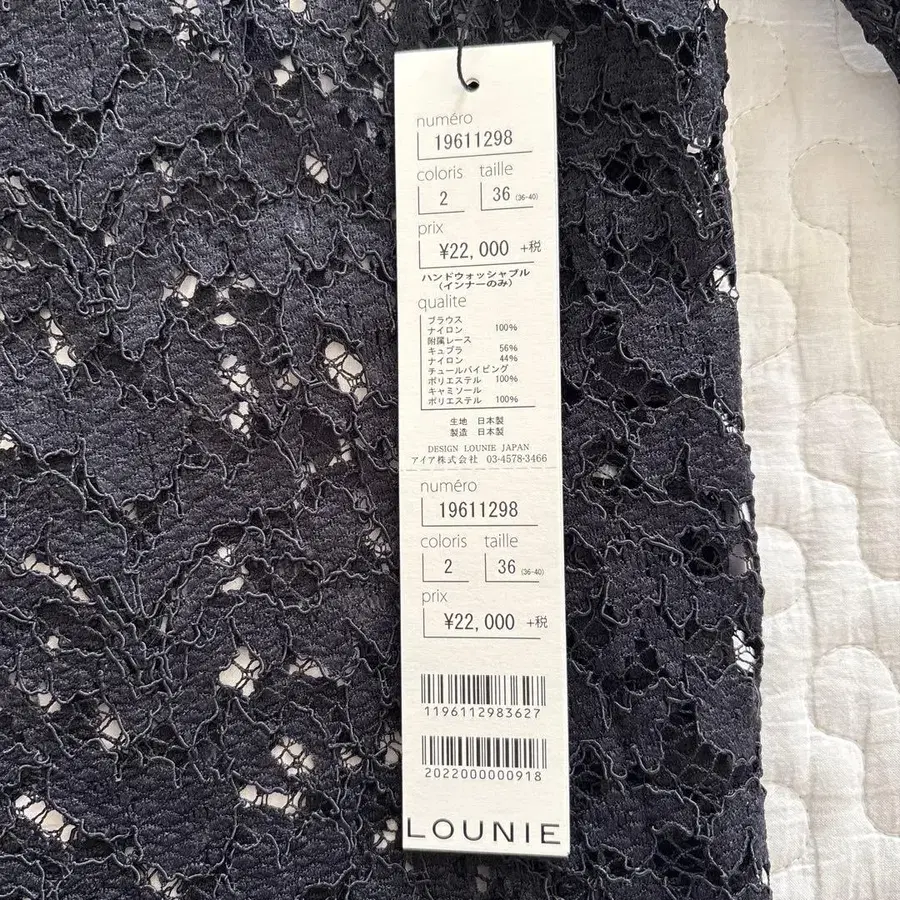 numéro
19611298
coloris taille
2 36 (36-40)
prix
¥22,000 +税
ハンドウォッシャブル
(インナーのみ)
qualite
ブラウス
ナイロン 100%
附属レース
キュプラ 56%
ナイロン 44%
チュールパイピング
ポリエステル 100%
キャミソール
ポリエステル 100%
生地 日本製
製造 日本製
DESIGN LOUNIE JAPAN
アイア株式会社 03-4578-3466
numéro
19611298
coloris taille
2 36 (36-40)
prix
¥22,000 +税
1196112983627
2022000000918
LOUNIE